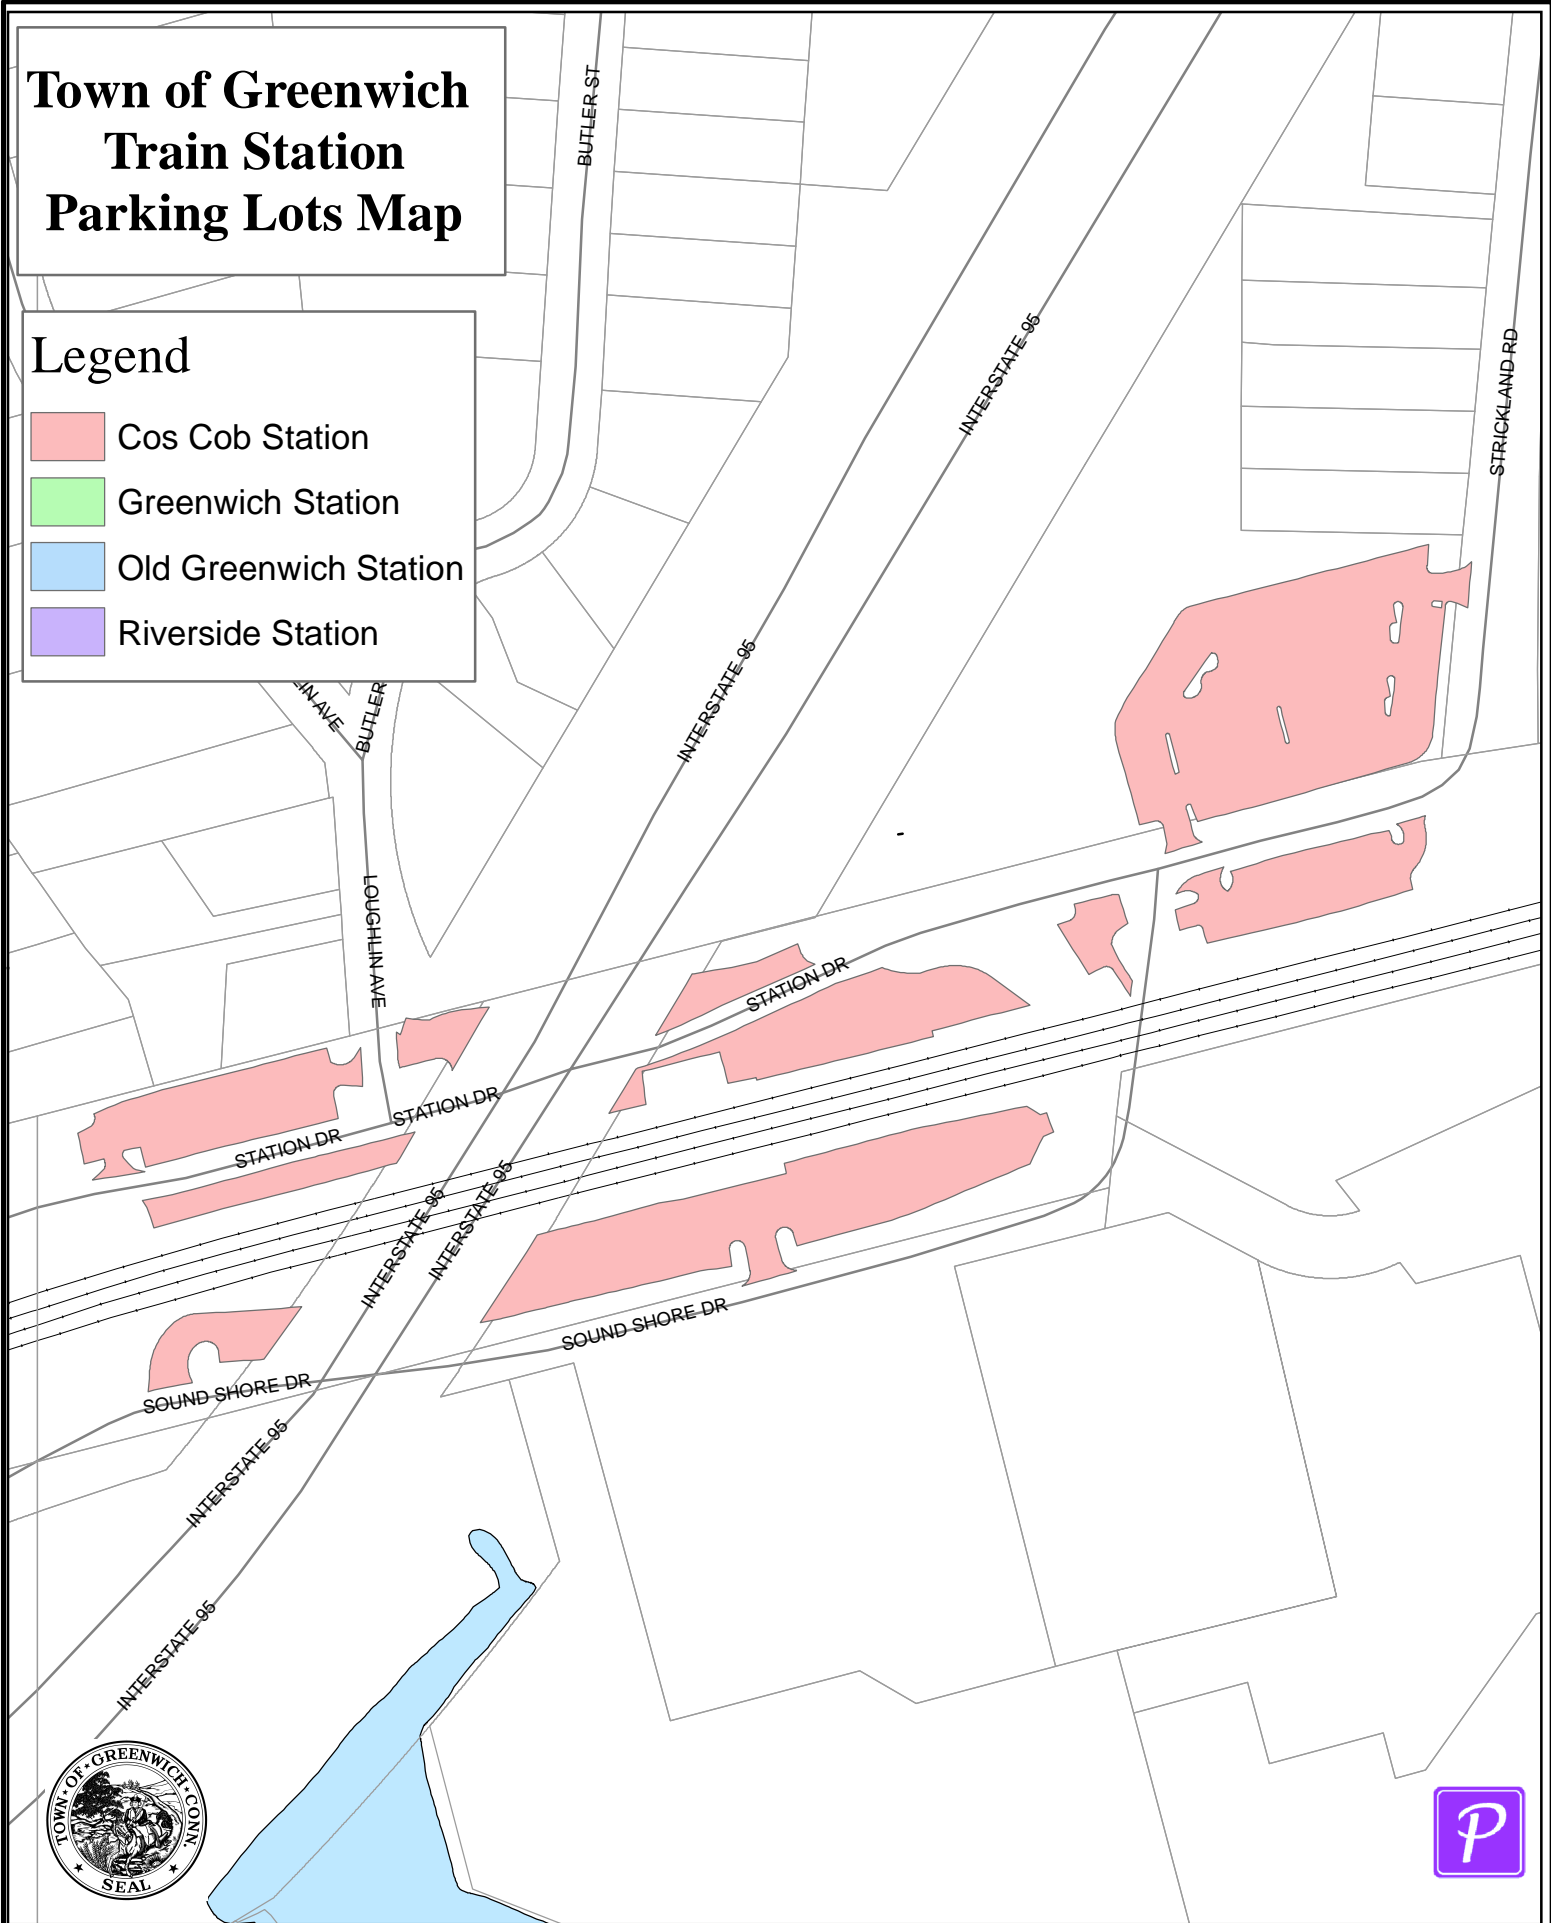 Town of Greenwich
Train Station
Parking Lots Map
Legend
Cos Cob Station
Greenwich Station
Old Greenwich Station
Riverside Station
BUTLER ST
INTERSTATE 95
STRICKLAND RD
INTERSTATE 95
LIN AVE
BUTLER
LOUGHLIN AVE
STATION DR
STATION DR
STATION DR
INTERSTATE 95
INTERSTATE 95
SOUND SHORE DR
SOUND SHORE DR
INTERSTATE 95
INTERSTATE 95
TOWN OF GREENWICH CONN.
SEAL
P